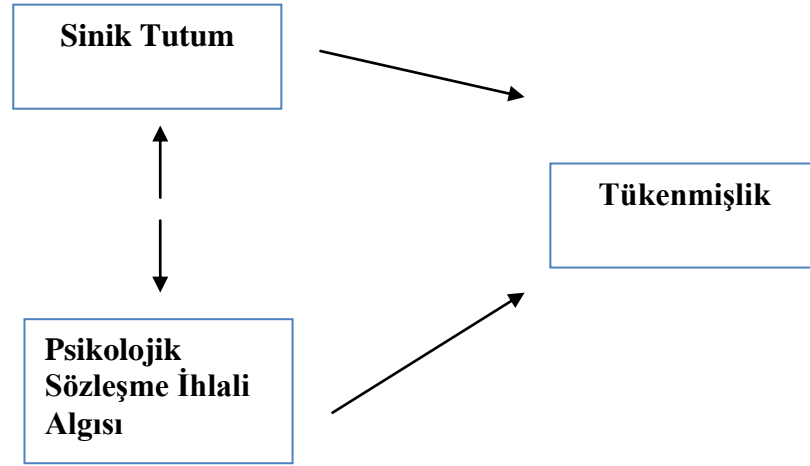 Sinik Tutum
Tükenmişlik
Psikolojik
Sözleşme İhlali
Algısı